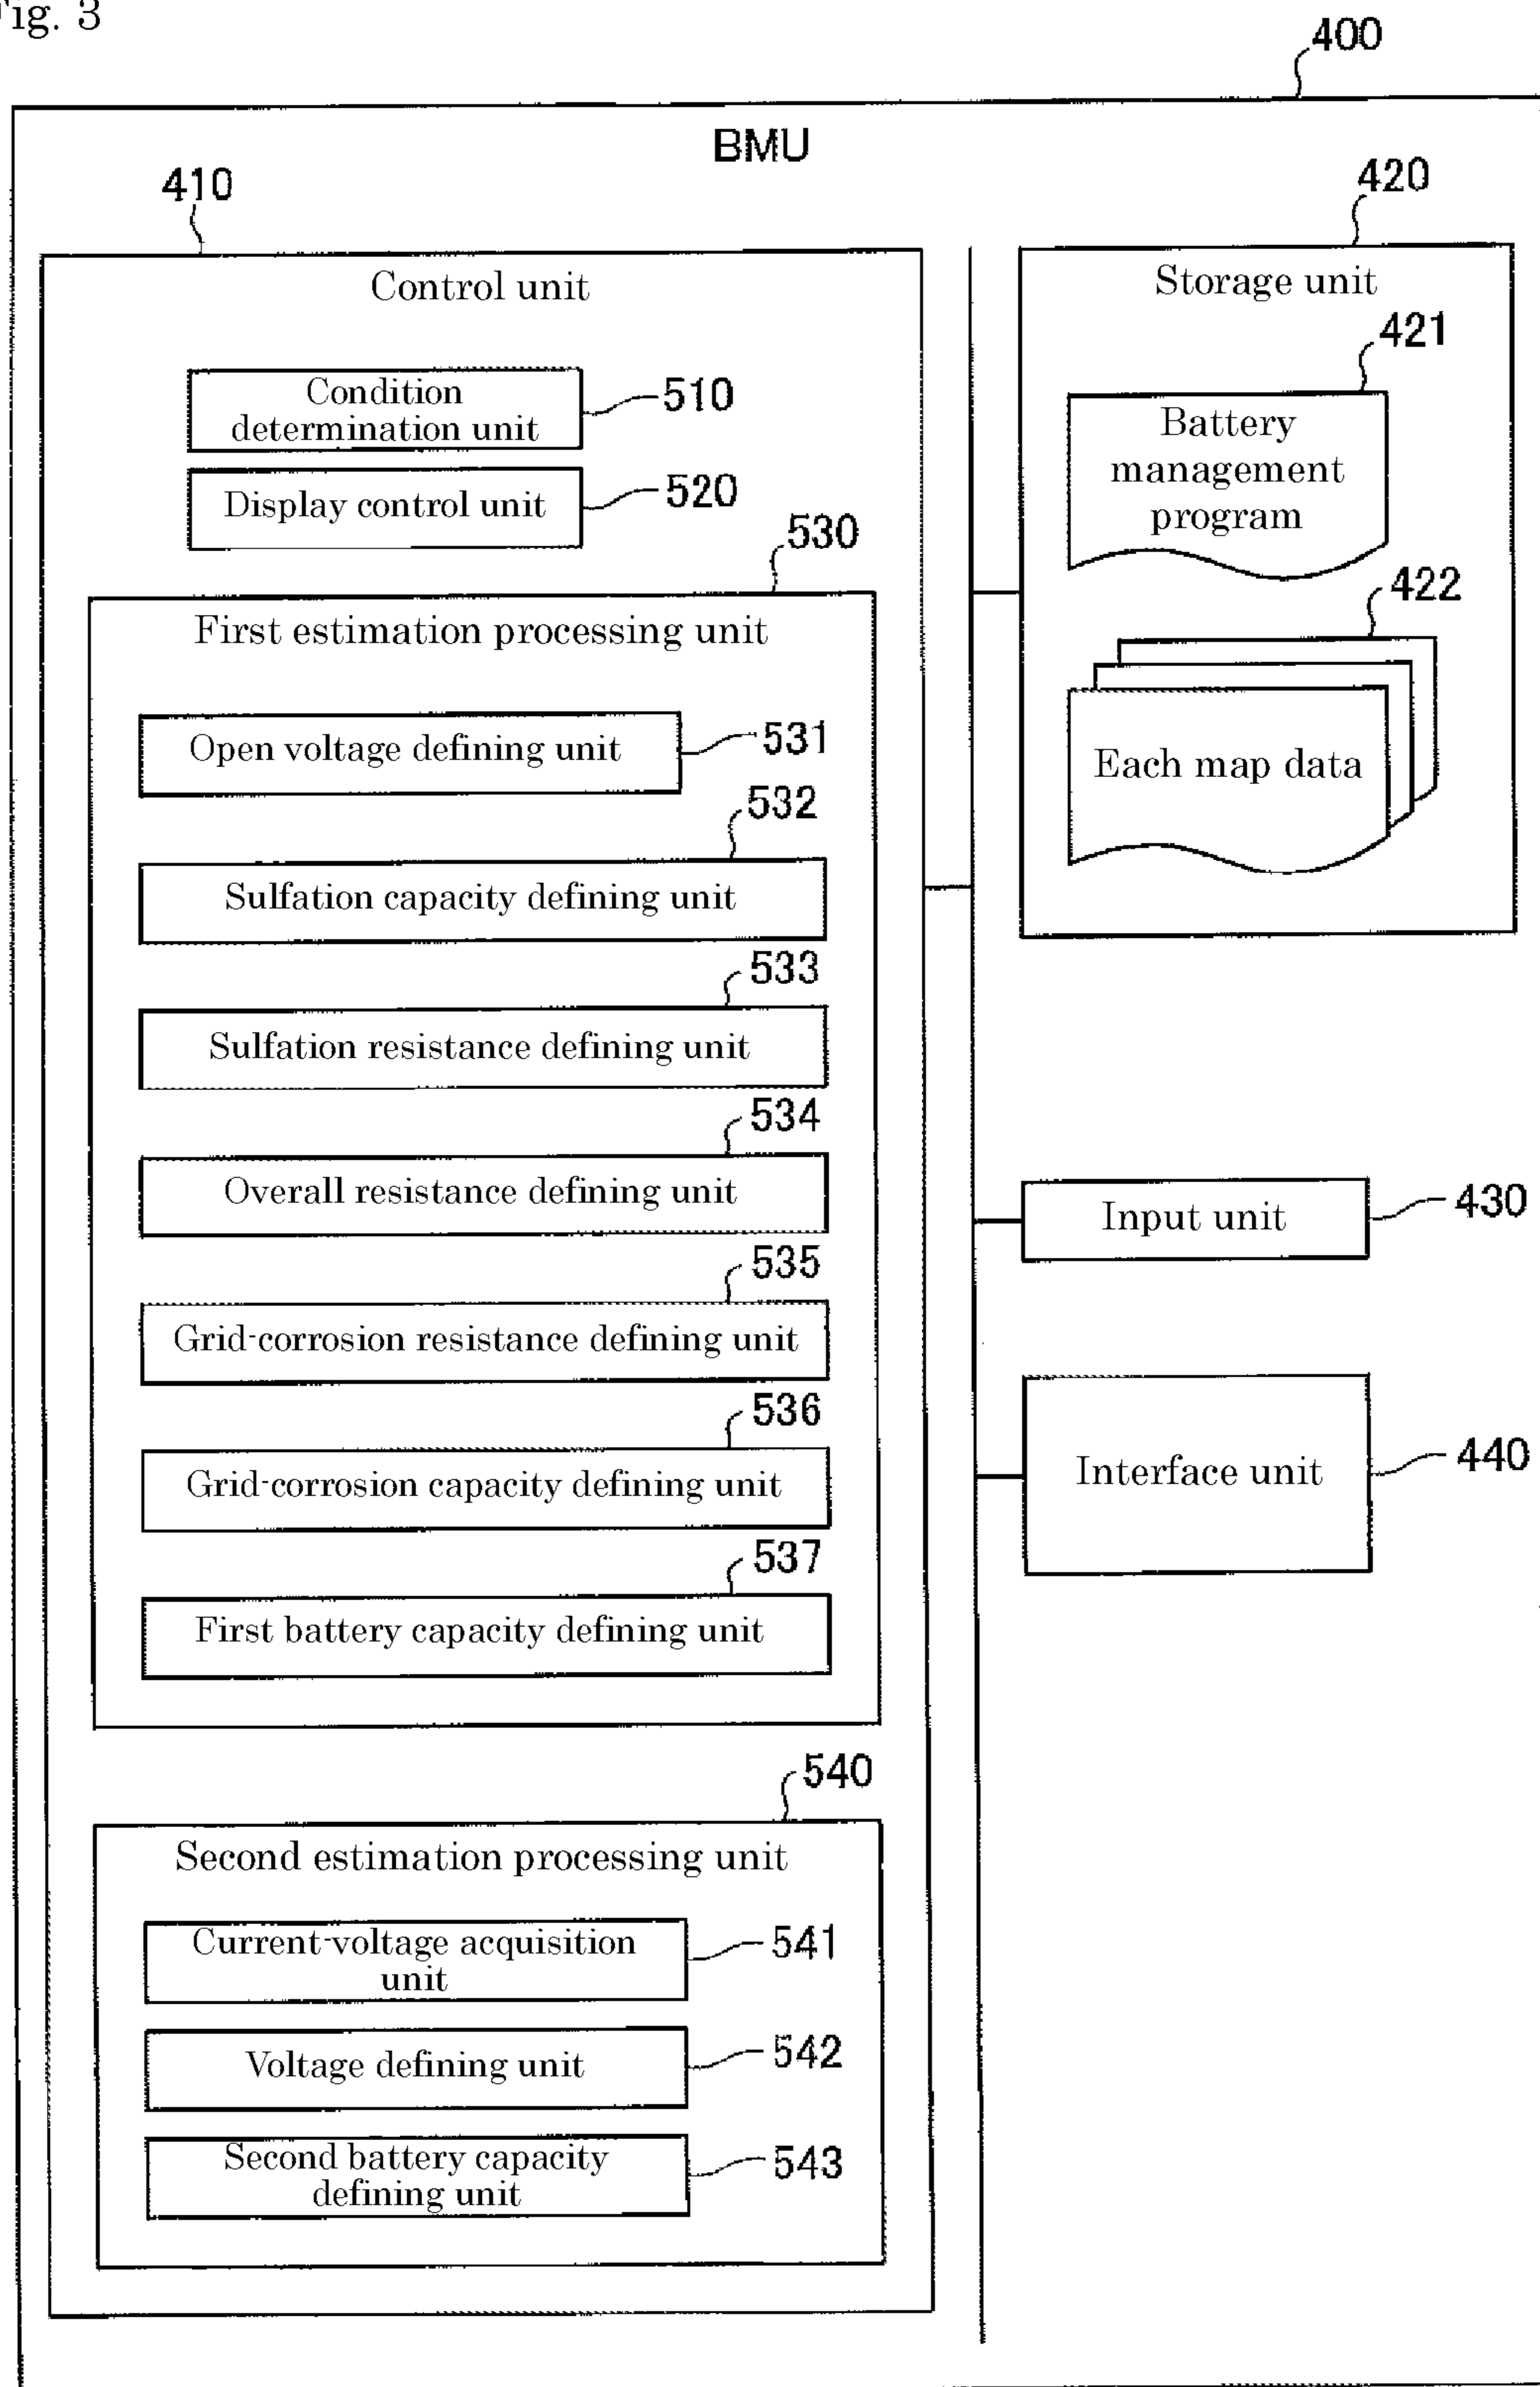 Fig. 3
400
BMU
410
420
Control unit
Storage unit
421
Condition
determination unit
510
Battery
management
program
Display control unit
520
530
422
First estimation processing unit
Each map data
Open voltage defining unit
531
532
Sulfation capacity defining unit
533
Sulfation resistance defining unit
534
Overall resistance defining unit
Input unit
430
535
Grid-corrosion resistance defining unit
536
Grid-corrosion capacity defining unit
Interface unit
440
537
First battery capacity defining unit
540
Second estimation processing unit
Current-voltage acquisition
unit
541
Voltage defining unit
542
Second battery capacity
defining unit
543